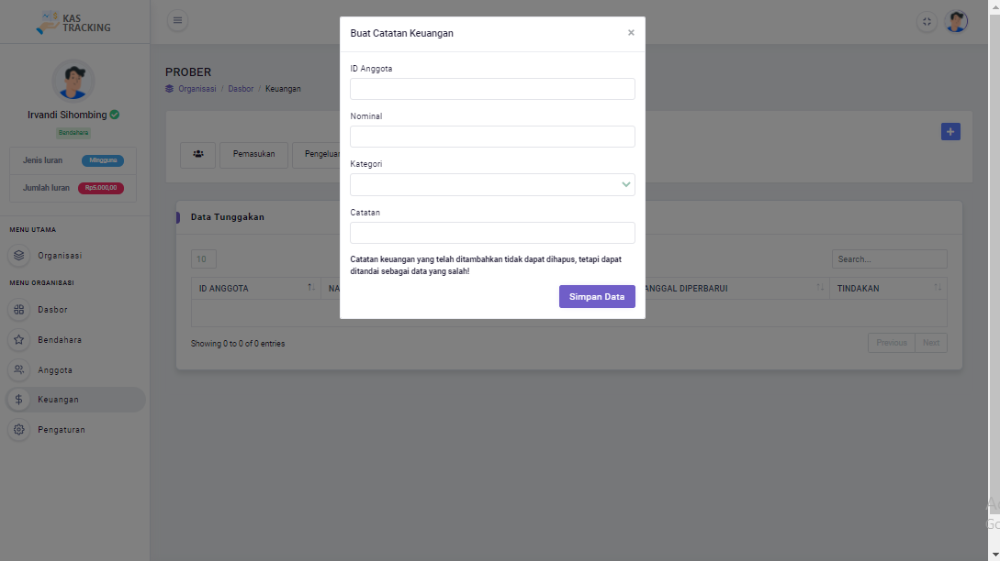 KAS
TRACKING
Irvandi Sihombing
Bendahara
Jenis Iuran
Mingguan
Jumlah Iuran
Rp5.000,00
MENU UTAMA
Organisasi
MENU ORGANISASI
Dasbor
Bendahara
Anggota
Keuangan
Pengaturan
PROBER
Organisasi / Dasbor / Keuangan
Pemasukan
Data Tunggakan
10
Search...
ID ANGGOTA
TINDAKAN
Showing 0 to 0 of 0 entries
Previous
Next
Buat Catatan Keuangan
×
ID Anggota
Nominal
Kategori
Catatan
Catatan keuangan yang telah ditambahkan tidak dapat dihapus, tetapi dapat
ditandai sebagai data yang salah!
Simpan Data
DIPERBARUI